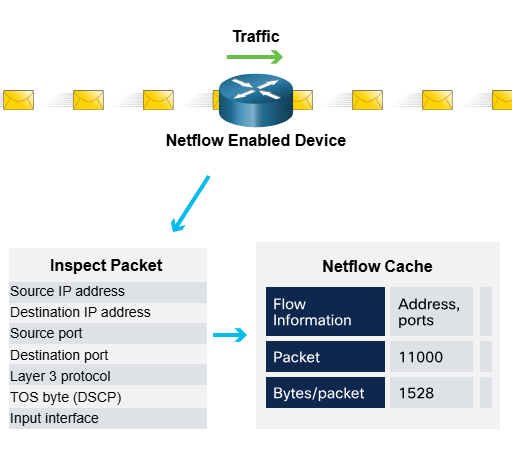 Traffic
Netflow Enabled Device
Inspect Packet
Source IP address
Destination IP address
Source port
Destination port
Layer 3 protocol
TOS byte (DSCP)
Input interface
Netflow Cache
Flow
Information
Address,
ports
Packet
11000
Bytes/packet
1528